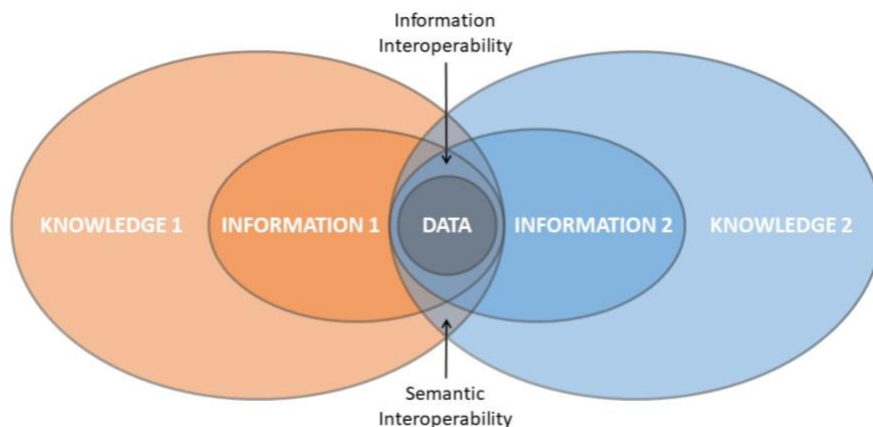 Information
Interoperability
KNOWLEDGE 1
INFORMATION 1
DATA
INFORMATION 2
KNOWLEDGE 2
Semantic
Interoperability